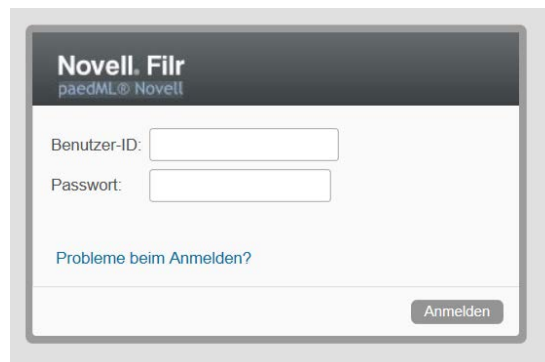 Novell. Filr
paedML® Novell
Benutzer-ID:
Passwort:
Probleme beim Anmelden?
Anmelden